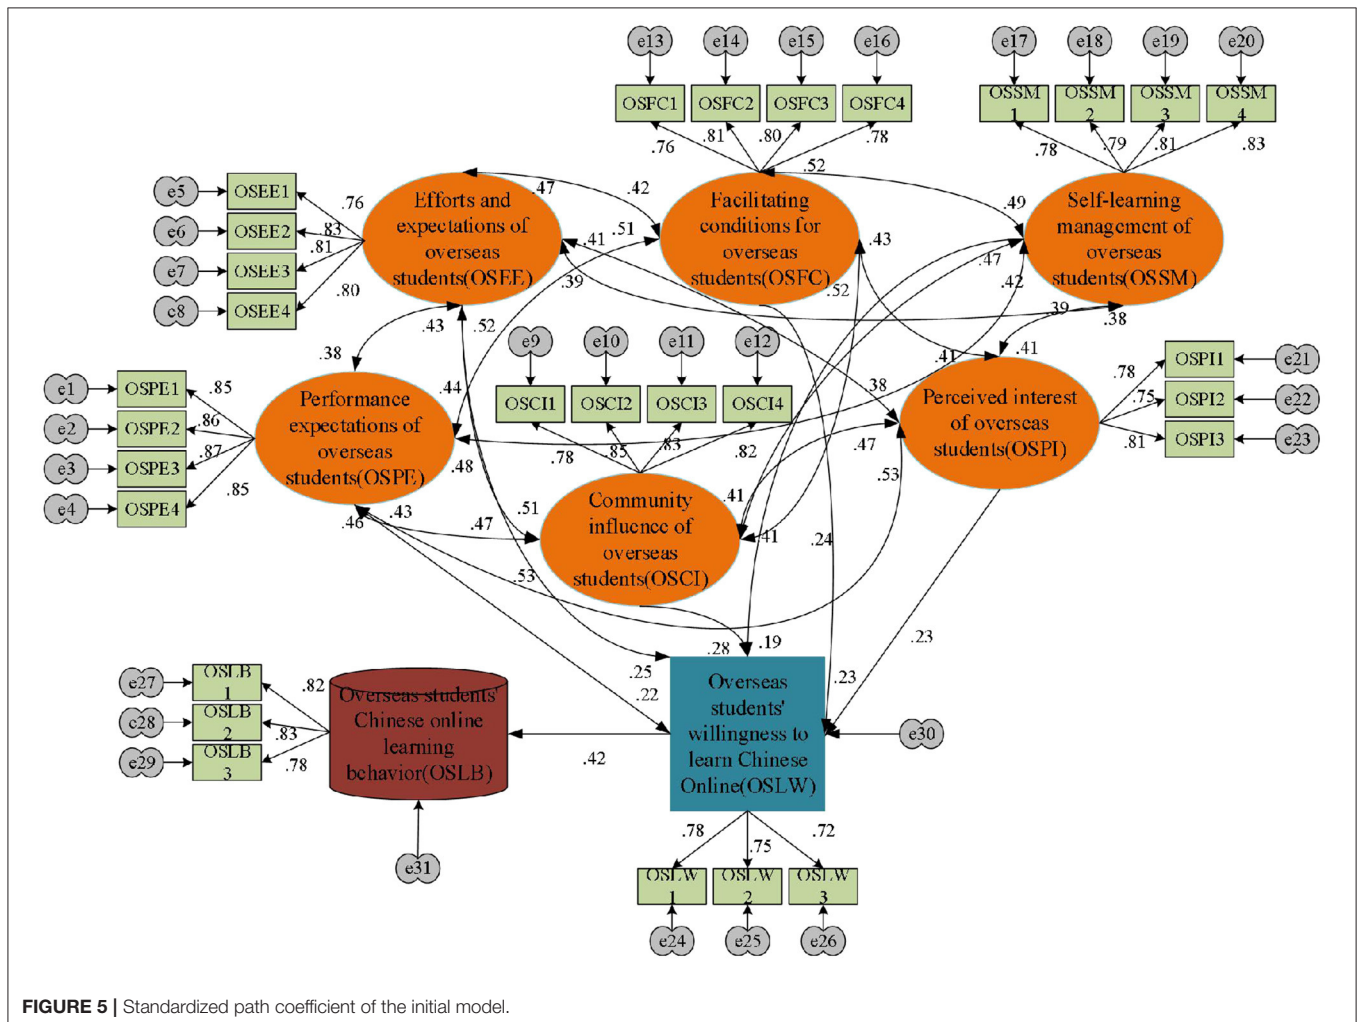 e13 e14 e15 e16
e17 e18 e19 e20
OSFC1 OSFC2 OSFC3 OSFC4
OSSM
1
OSSM
2
OSSM
3
OSSM
4
.76 .81 .80 .78
.78 .79 .81 .83
e5 OSEE1
e6 OSEE2
e7 OSEE3
c8 OSEE4
.76
.83
.81
.80
Efforts and
expectations of
overseas
students(OSEE)
Facilitating
conditions for
overseas
students(OSFC)
Self-learning
management of
overseas
students(OSSM)
.47 .42 .52 .49
.51 .41 .43 .47
.39 .52 .42
.39 .38
.43 .52
.38 .41 .41
e9 e10 e11 e12
OSCI1 OSCI2 OSCI3 OSCI4
.78 .85 .83 .82
e1 OSPE1
e2 OSPE2
e3 OSPE3
e4 OSPE4
.85
.86
.87
.85
Performance
expectations of
overseas
students(OSPE)
.44 .38
.48 .47 .53
Perceived interest
of overseas
students(OSPI)
.78
.75
.81
OSPI1 e21
OSPI2 e22
OSPI3 e23
Community
influence of
overseas
students(OSCI)
.46 .43 .47 .51 .41
.41 .24
.53
.23
.28 .19
.25
.22 .23
e27 OSLB
1
c28 OSLB
2
e29 OSLB
3
.82
.83
.78
Overseas students'
Chinese online
learning
bchavior(OSLB)
.42
Overseas
students'
willingness to
learn Chinese
Online(OSLW)
e30
e31
.78 .75 .72
OSLW
1
OSLW
2
OSLW
3
e24 e25 e26
FIGURE 5 | Standardized path coefficient of the initial model.